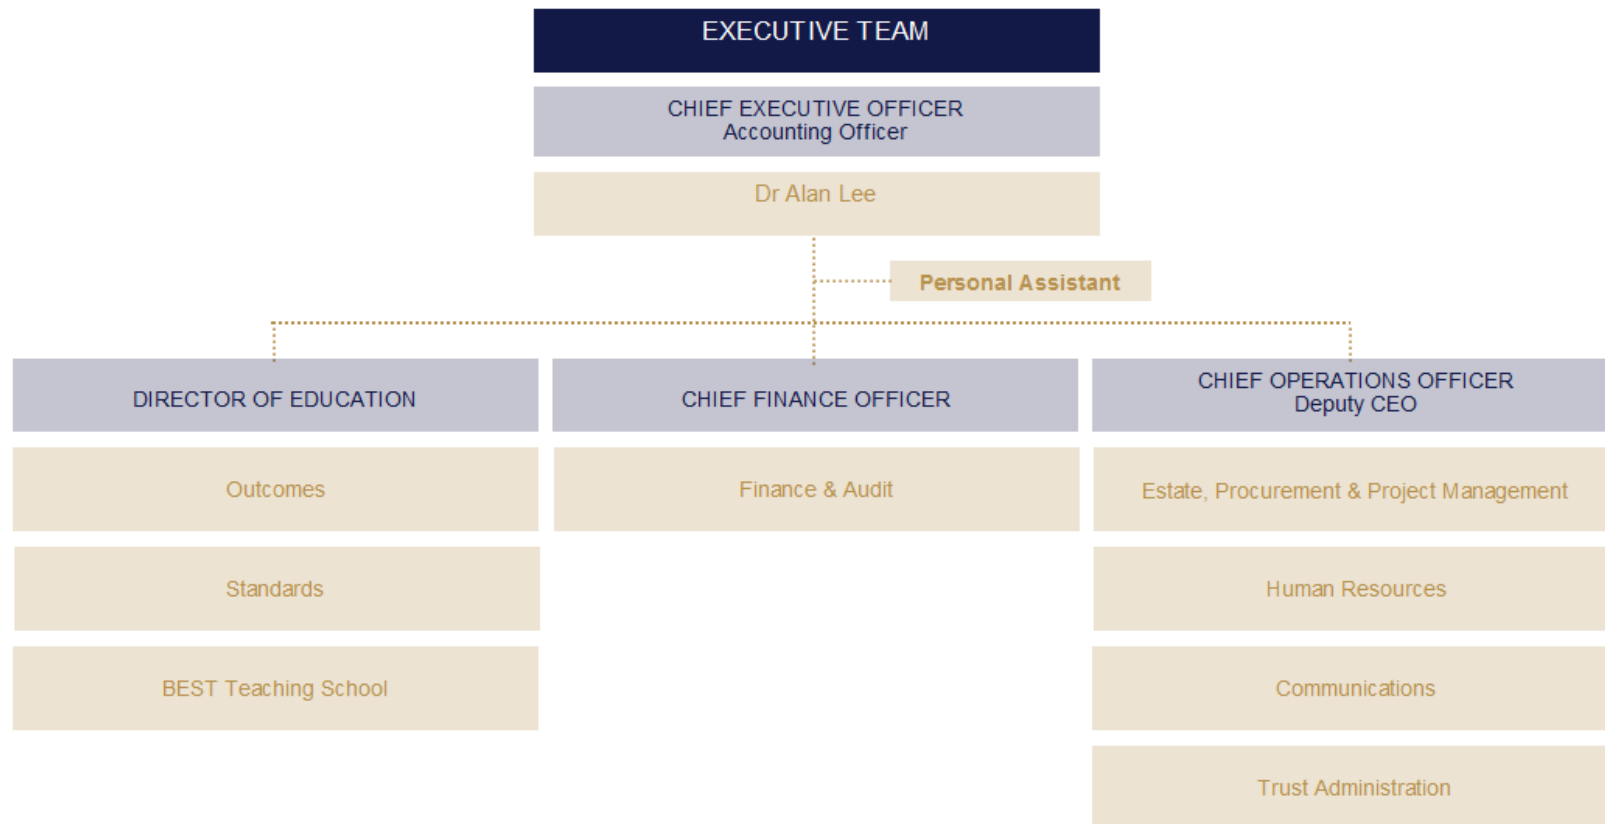 EXECUTIVE TEAM
CHIEF EXECUTIVE OFFICER
Accounting Officer
Dr Alan Lee
Personal Assistant
DIRECTOR OF EDUCATION
Outcomes
Standards
BEST Teaching School
CHIEF FINANCE OFFICER
Finance & Audit
CHIEF OPERATIONS OFFICER
Deputy CEO
Estate, Procurement & Project Management
Human Resources
Communications
Trust Administration